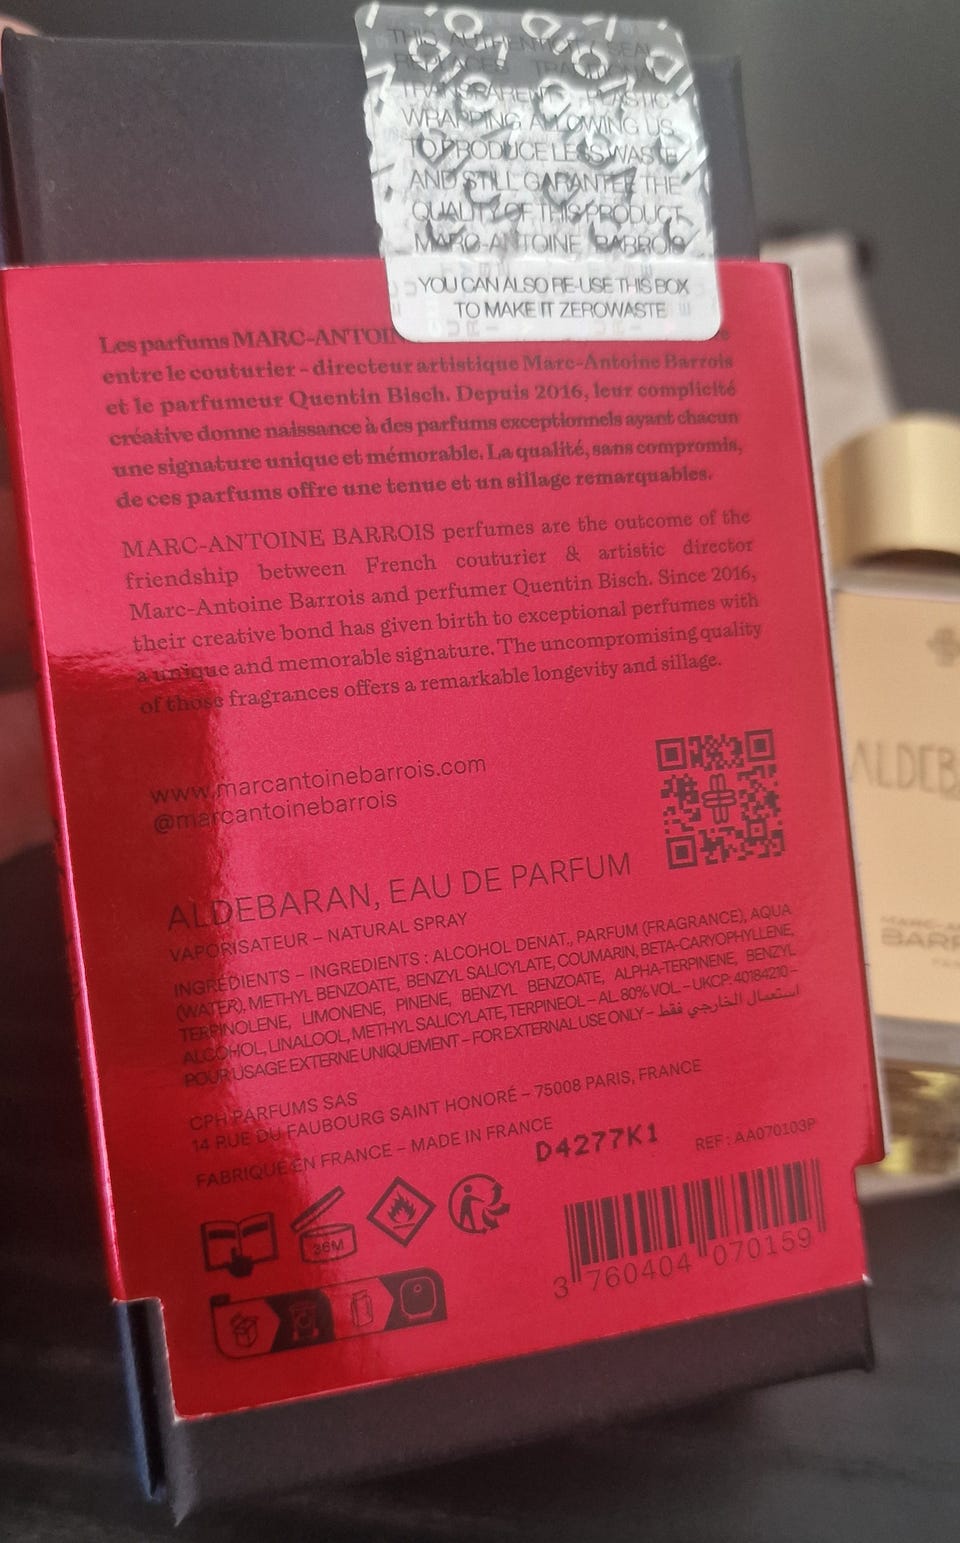 THIS AUTHENTICITY SEAL
REPLACES TRADITIONAL
TRANSPARENT PLASTIC
WRAPPING, ALLOWING US
TO PRODUCE LESS WASTE
AND STILL GARANTEE THE
QUALITY OF THIS PRODUCT
MARC-ANTOINE BARROIS
YOU CAN ALSO RE-USE THIS BOX
TO MAKE IT ZEROWASTE
Les parfums MARC-ANTOI
entre le couturier – directeur artistique Marc-Antoine Barrois
et le parfumeur Quentin Bisch. Depuis 2016, leur complicité
créative donne naissance à des parfums exceptionnels ayant chacun
une signature unique et mémorable. La qualité, sans compromis,
de ces parfums offre une tenue et un sillage remarquables.
MARC-ANTOINE BARROIS perfumes are the outcome of the
friendship between French couturier & artistic director
Marc-Antoine Barrois and perfumer Quentin Bisch. Since 2016,
their creative bond has given birth to exceptional perfumes with
a unique and memorable signature. The uncompromising quality
of those fragrances offers a remarkable longevity and sillage.
www.marcantoinebarrois.com
@marcantoinebarrois
ALDEBARAN, EAU DE PARFUM
VAPORISATEUR – NATURAL SPRAY
INGRÉDIENTS – INGREDIENTS : ALCOHOL DENAT., PARFUM (FRAGRANCE), AQUA
(WATER), METHYL BENZOATE, BENZYL SALICYLATE, COUMARIN, BETA-CARYOPHYLLENE,
TERPINOLENE, LIMONENE, PINENE, BENZYL BENZOATE, ALPHA-TERPINENE, BENZYL
ALCOHOL, LINALOOL, METHYL SALICYLATE, TERPINEOL – AL 80% VOL – UKCP: 40184210 –
POUR USAGE EXTERNE UNIQUEMENT – FOR EXTERNAL USE ONLY – استعمال الخارجي فقط
CPH PARFUMS SAS
14 RUE DU FAUBOURG SAINT HONORÉ – 75008 PARIS, FRANCE
FABRIQUÉ EN FRANCE – MADE IN FRANCE
D4277K1
REF : AA070103P
36M
3 760404 070159
ALDEB
MARC-A
BARR